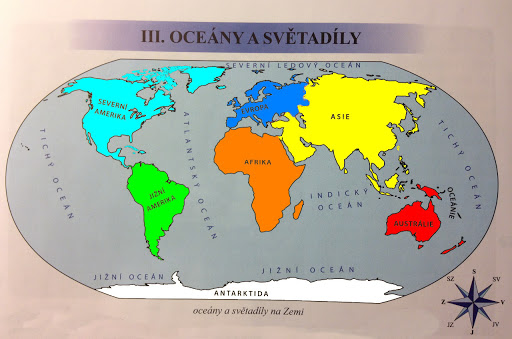 III. OCEÁNY A SVĚTADÍLY
SEVERNÍ LEDOVÝ OCEÁN
SEVERNÍ
AMERIKA
EVROPA
ASIE
TICHÝ OCEÁN
ATLANTSKÝ OCEÁN
TICHÝ OCEÁN
AFRIKA
JIŽNÍ
AMERIKA
INDICKÝ
OCEÁN
OCEÁNIE
AUSTRÁLIE
JIŽNÍ OCEÁN
JIŽNÍ OCEÁN
ANTARKTIDA
oceány a světadíly na Zemi
S
SZ
SV
Z
V
JZ
JV
J